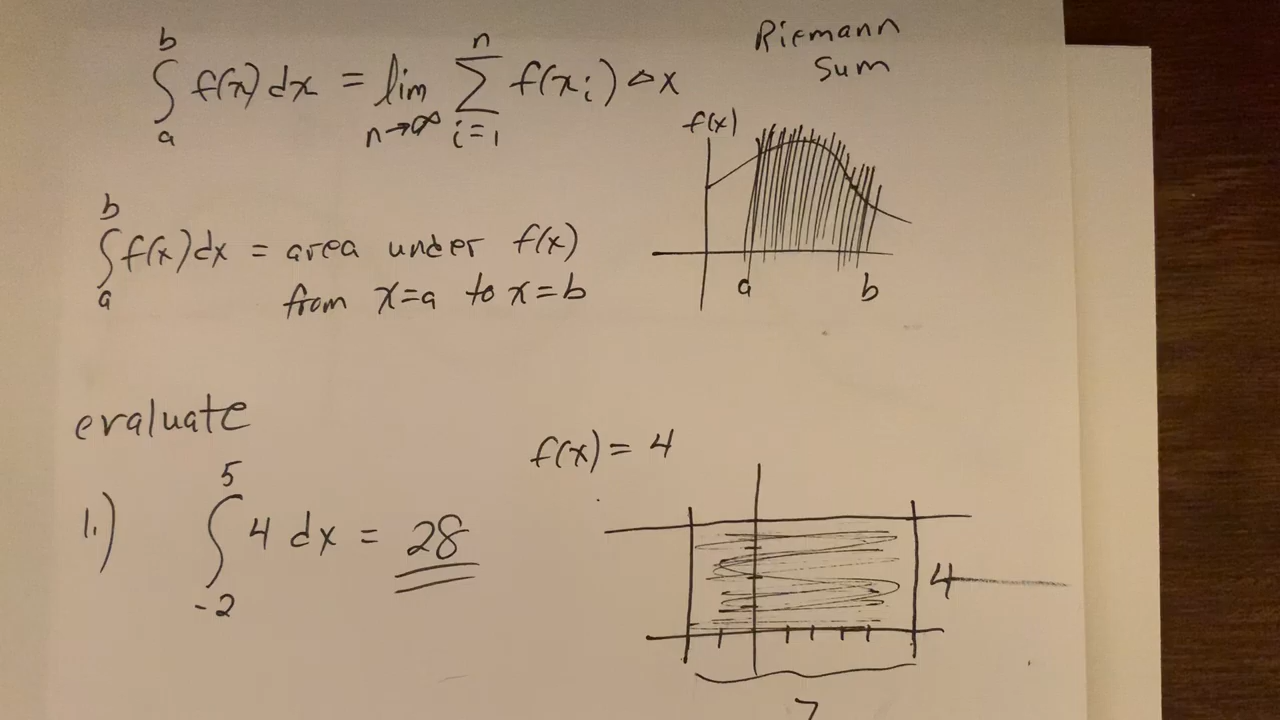 ∫_a^b f(x) dx = lim_{n→∞} Σ_{i=1}^n f(x_i) Δx
Riemann
Sum
f(x)
a b
∫_a^b f(x) dx = area under f(x)
from x=a to x=b
evaluate
f(x) = 4
1.) ∫_{-2}^5 4 dx = 28
4
7